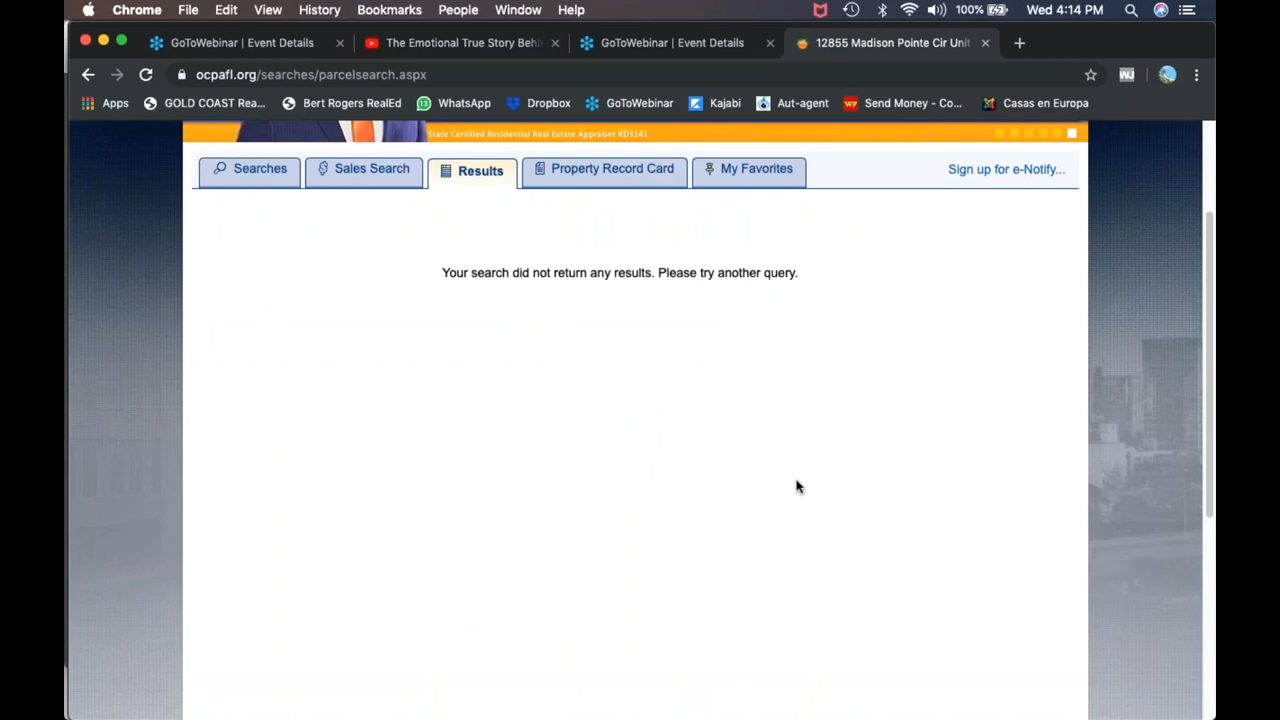 Chrome File Edit View History Bookmarks People Window Help 100% Wed 4:14 PM
GoToWebinar | Event Details The Emotional True Story Behi GoToWebinar | Event Details 12855 Madison Pointe Cir Unit
ocpafl.org/searches/parcelsearch.aspx
Apps GOLD COAST Rea... Bert Rogers RealEd WhatsApp Dropbox GoToWebinar Kajabi Aut-agent Send Money - Co... Casas en Europa
State Certified Residential Real Estate Appraiser RD3141
Searches Sales Search Results Property Record Card My Favorites Sign up for e-Notify...
Your search did not return any results. Please try another query.